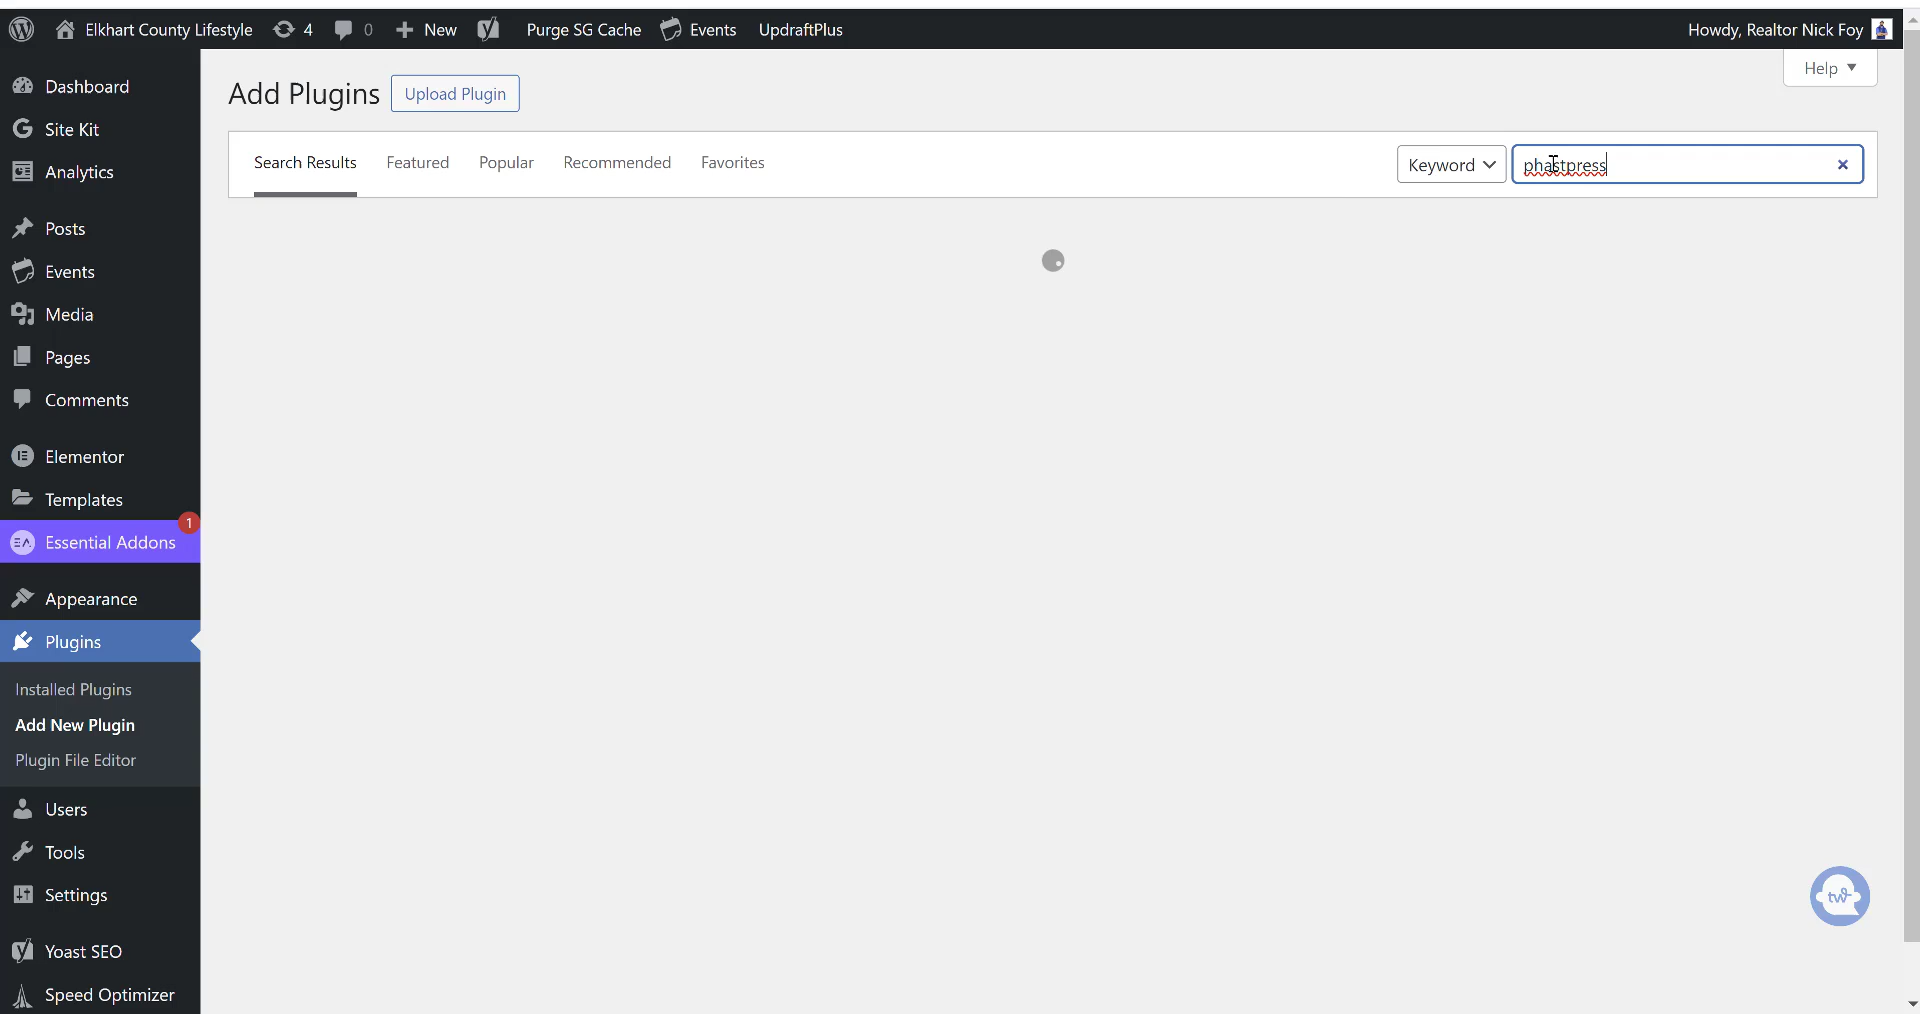 Elkhart County Lifestyle 4 0 New Purge SG Cache Events UpdraftPlus Howdy, Realtor Nick Foy
Help
Add Plugins Upload Plugin
Search Results Featured Popular Recommended Favorites Keyword phastpress
Dashboard
Site Kit
Analytics
Posts
Events
Media
Pages
Comments
Elementor
Templates
1
Essential Addons
Appearance
Plugins
Installed Plugins
Add New Plugin
Plugin File Editor
Users
Tools
Settings
Yoast SEO
Speed Optimizer